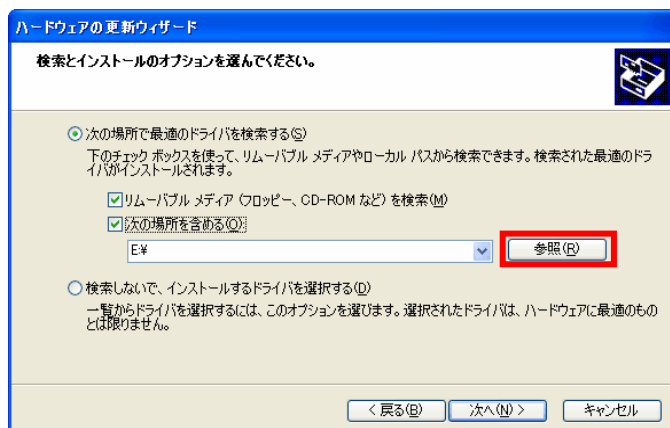 ハードウェアの更新ウィザード
検索とインストールのオプションを選んでください。
次の場所で最適のドライバを検索する(S)
下のチェック ボックスを使って、リムーバブル メディアやローカル パスから検索できます。検索された最適のドラ
イバがインストールされます。
リムーバブル メディア (フロッピー、CD-ROM など) を検索(M)
次の場所を含める(O):
E:¥
参照(R)
検索しないで、インストールするドライバを選択する(D)
一覧からドライバを選択するには、このオプションを選びます。選択されたドライバは、ハードウェアに最適のもの
とは限りません。
< 戻る(B)
次へ(N) >
キャンセル